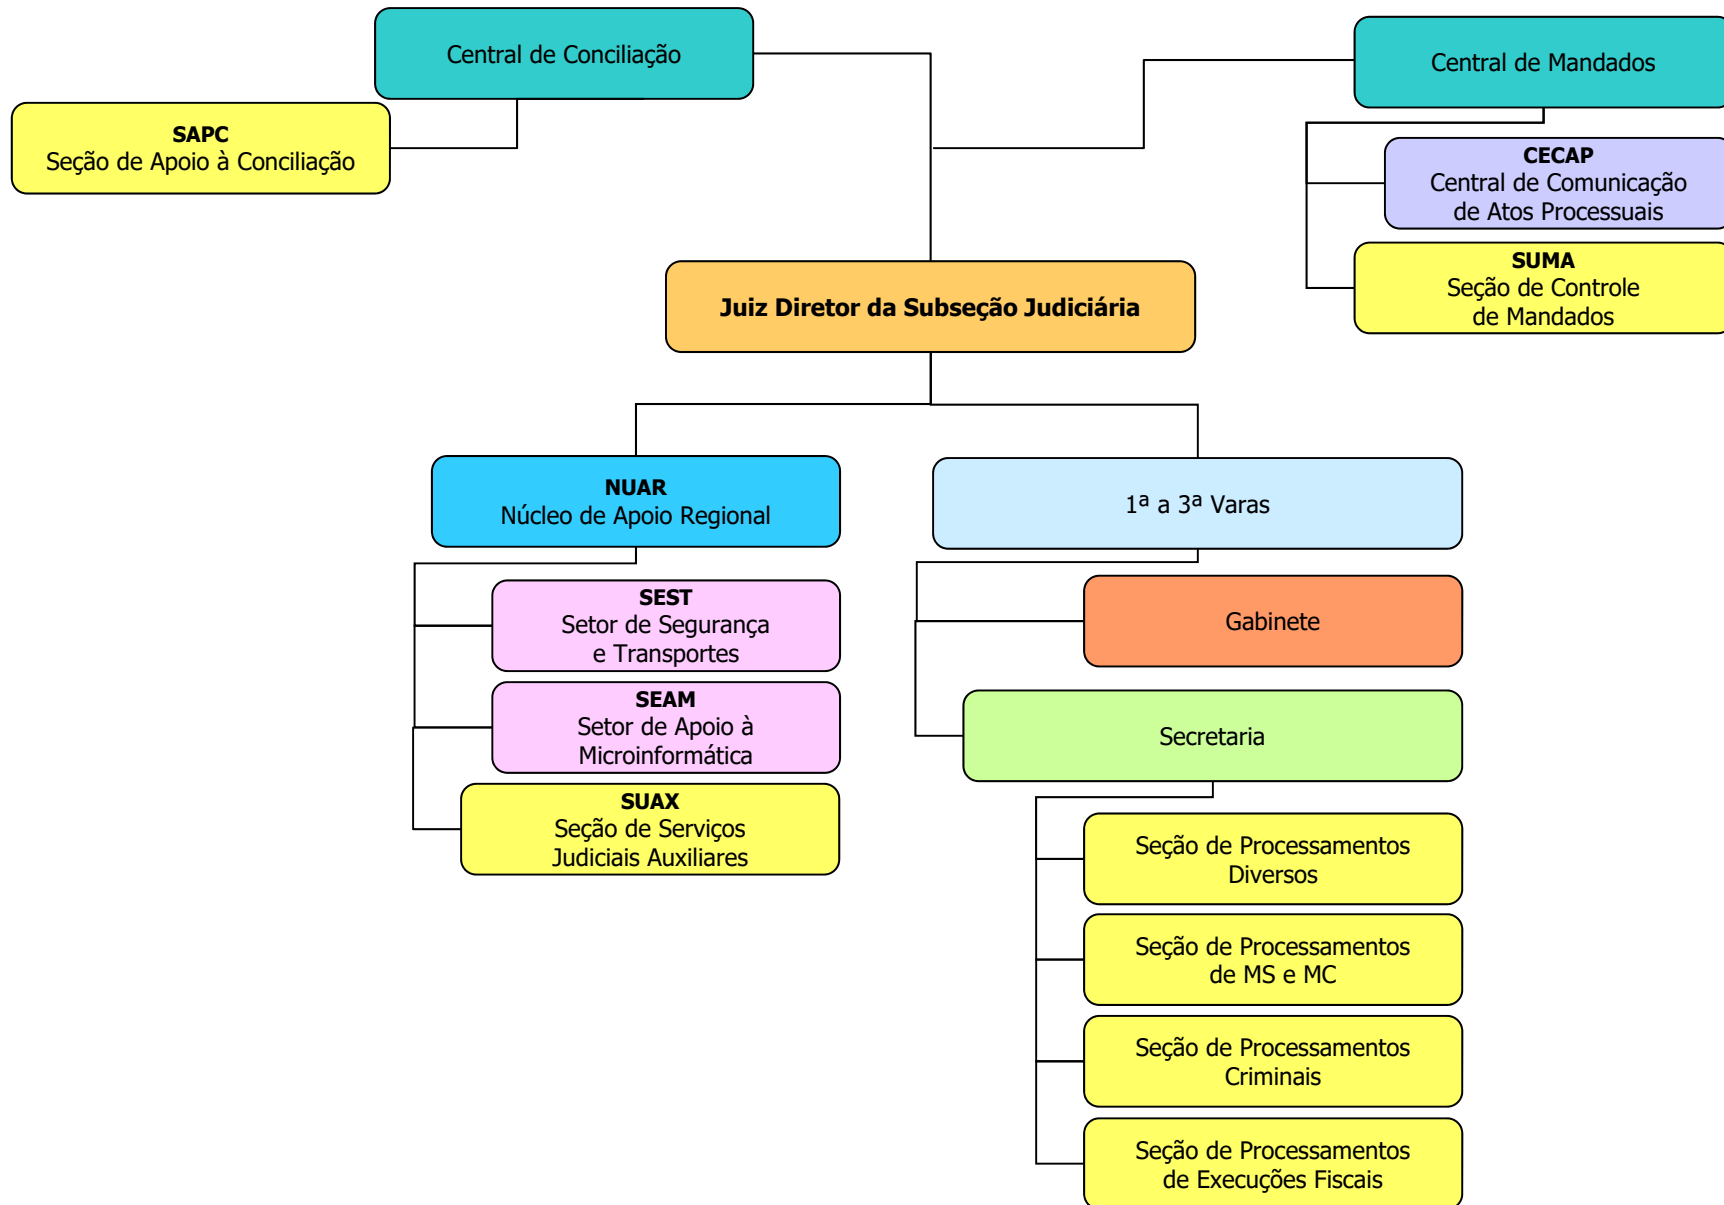 Central de Conciliação
Central de Mandados
SAPC
Seção de Apoio à Conciliação
CECAP
Central de Comunicação
de Atos Processuais
SUMA
Seção de Controle
de Mandados
Juiz Diretor da Subseção Judiciária
NUAR
Núcleo de Apoio Regional
SEST
Setor de Segurança
e Transportes
SEAM
Setor de Apoio à
Microinformática
SUAX
Seção de Serviços
Judiciais Auxiliares
1ª a 3ª Varas
Gabinete
Secretaria
Seção de Processamentos
Diversos
Seção de Processamentos
de MS e MC
Seção de Processamentos
Criminais
Seção de Processamentos
de Execuções Fiscais